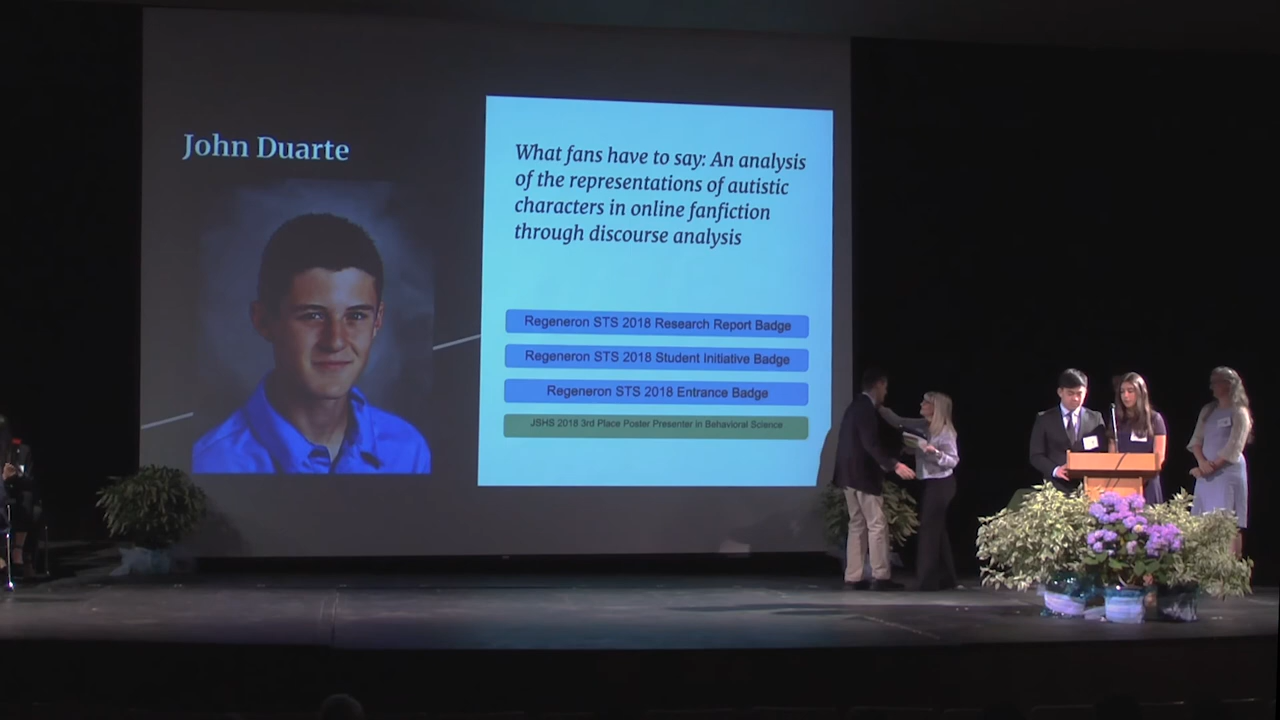 John Duarte
What fans have to say: An analysis
of the representations of autistic
characters in online fanfiction
through discourse analysis
Regeneron STS 2018 Research Report Badge
Regeneron STS 2018 Student Initiative Badge
Regeneron STS 2018 Entrance Badge
JSHS 2018 3rd Place Poster Presenter in Behavioral Science